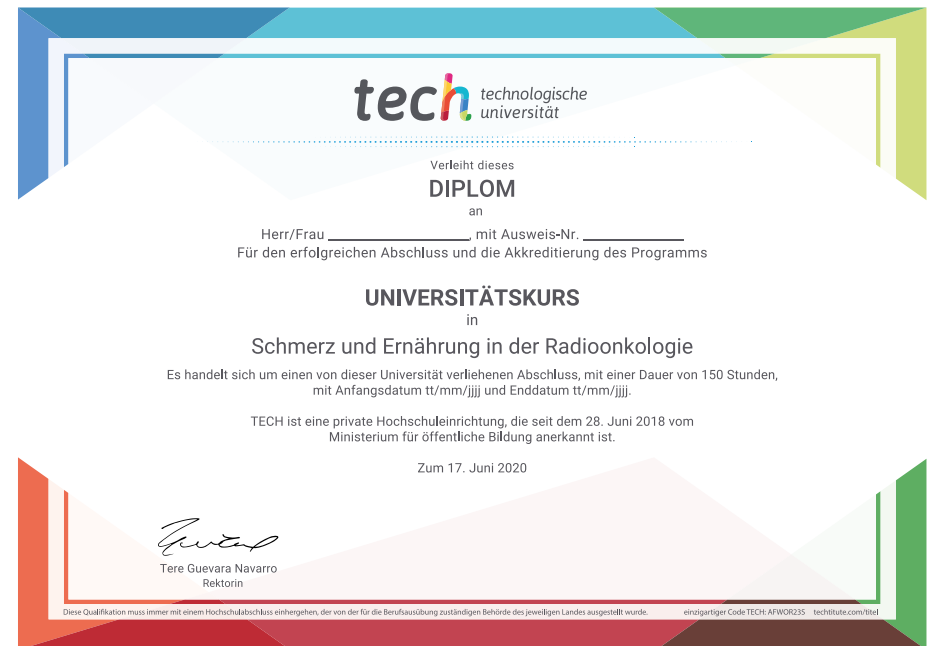 tech technologische
universität
Verleiht dieses
DIPLOM
an
Herr/Frau ____________________, mit Ausweis-Nr. __________________
Für den erfolgreichen Abschluss und die Akkreditierung des Programms
UNIVERSITÄTSKURS
in
Schmerz und Ernährung in der Radioonkologie
Es handelt sich um einen von dieser Universität verliehenen Abschluss, mit einer Dauer von 150 Stunden,
mit Anfangsdatum tt/mm/jjjj und Enddatum tt/mm/jjjj.
TECH ist eine private Hochschuleinrichtung, die seit dem 28. Juni 2018 vom
Ministerium für öffentliche Bildung anerkannt ist.
Zum 17. Juni 2020
Tere Guevara Navarro
Rektorin
Diese Qualifikation muss immer mit einem Hochschulabschluss einhergehen, der von der für die Berufsausübung zuständigen Behörde des jeweiligen Landes ausgestellt wurde. einzigartiger Code TECH: AFWOR235 techtitute.com/titel